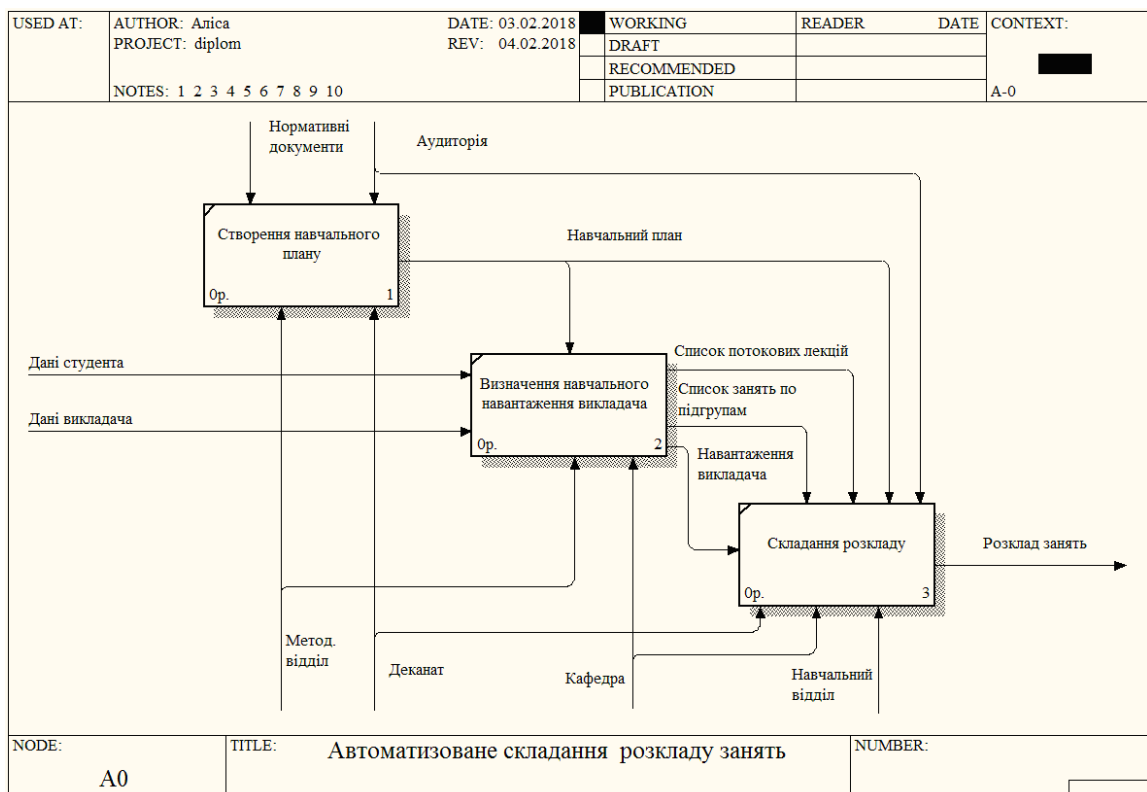 USED AT:
AUTHOR: Аліса
DATE: 03.02.2018
PROJECT: diplom
REV: 04.02.2018
NOTES: 1 2 3 4 5 6 7 8 9 10
WORKING
DRAFT
RECOMMENDED
PUBLICATION
READER
DATE
CONTEXT:
A-0
Нормативні
документи
Аудиторія
Створення навчального
плану
0р.
1
Навчальний план
Дані студента
Дані викладача
Визначення навчального
навантаження викладача
0р.
2
Список потокових лекцій
Список занять по
підгрупам
Навантаження
викладача
Складання розкладу
0р.
3
Розклад занять
Метод.
відділ
Деканат
Кафедра
Навчальний
відділ
NODE:
A0
TITLE:
Автоматизоване складання розкладу занять
NUMBER: